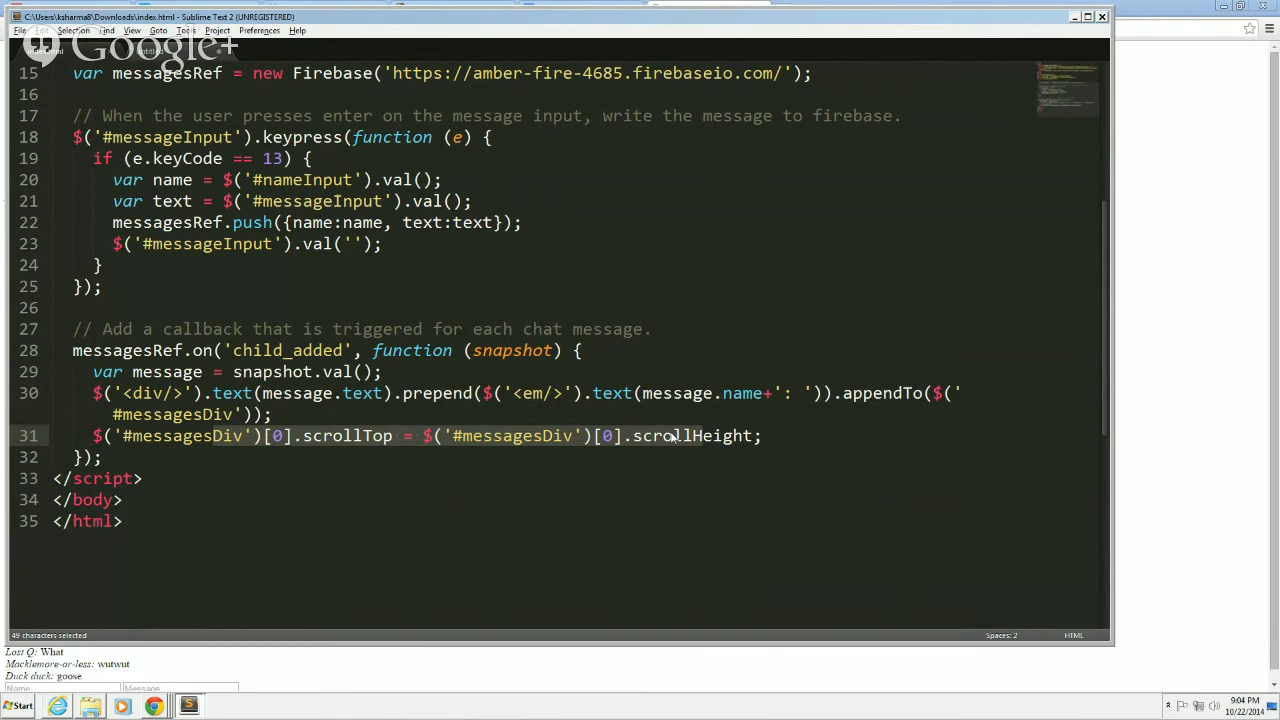 C:\Users\ksharma8\Downloads\index.html - Sublime Text 2 (UNREGISTERED)
File Edit Selection Find View Goto Tools Project Preferences Help
Google+
index.html untitled
15 var messagesRef = new Firebase('https://amber-fire-4685.firebaseio.com/');
16
17 // When the user presses enter on the message input, write the message to firebase.
18 $('#messageInput').keypress(function (e) {
19 if (e.keyCode == 13) {
20 var name = $('#nameInput').val();
21 var text = $('#messageInput').val();
22 messagesRef.push({name:name, text:text});
23 $('#messageInput').val('');
24 }
25 });
26
27 // Add a callback that is triggered for each chat message.
28 messagesRef.on('child_added', function (snapshot) {
29 var message = snapshot.val();
30 $('<div/>').text(message.text).prepend($('<em/>').text(message.name+': ')).appendTo($('
#messagesDiv'));
31 $('#messagesDiv')[0].scrollTop = $('#messagesDiv')[0].scrollHeight;
32 });
33 </script>
34 </body>
35 </html>
49 characters selected Spaces: 2 HTML
Lost Q: What
Macklemore-or-less: wutwut
Duck duck: goose
Name Message
Start 9:04 PM
10/22/2014